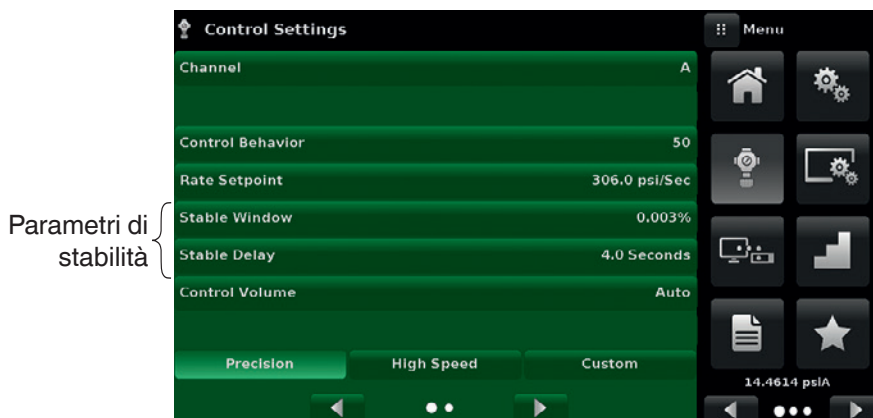 Control Settings
Menu
Channel A
Control Behavior 50
Rate Setpoint 306.0 psi/Sec
Parametri di
stabilità
Stable Window 0.003%
Stable Delay 4.0 Seconds
Control Volume Auto
Precision High Speed Custom
14.4614 psiA